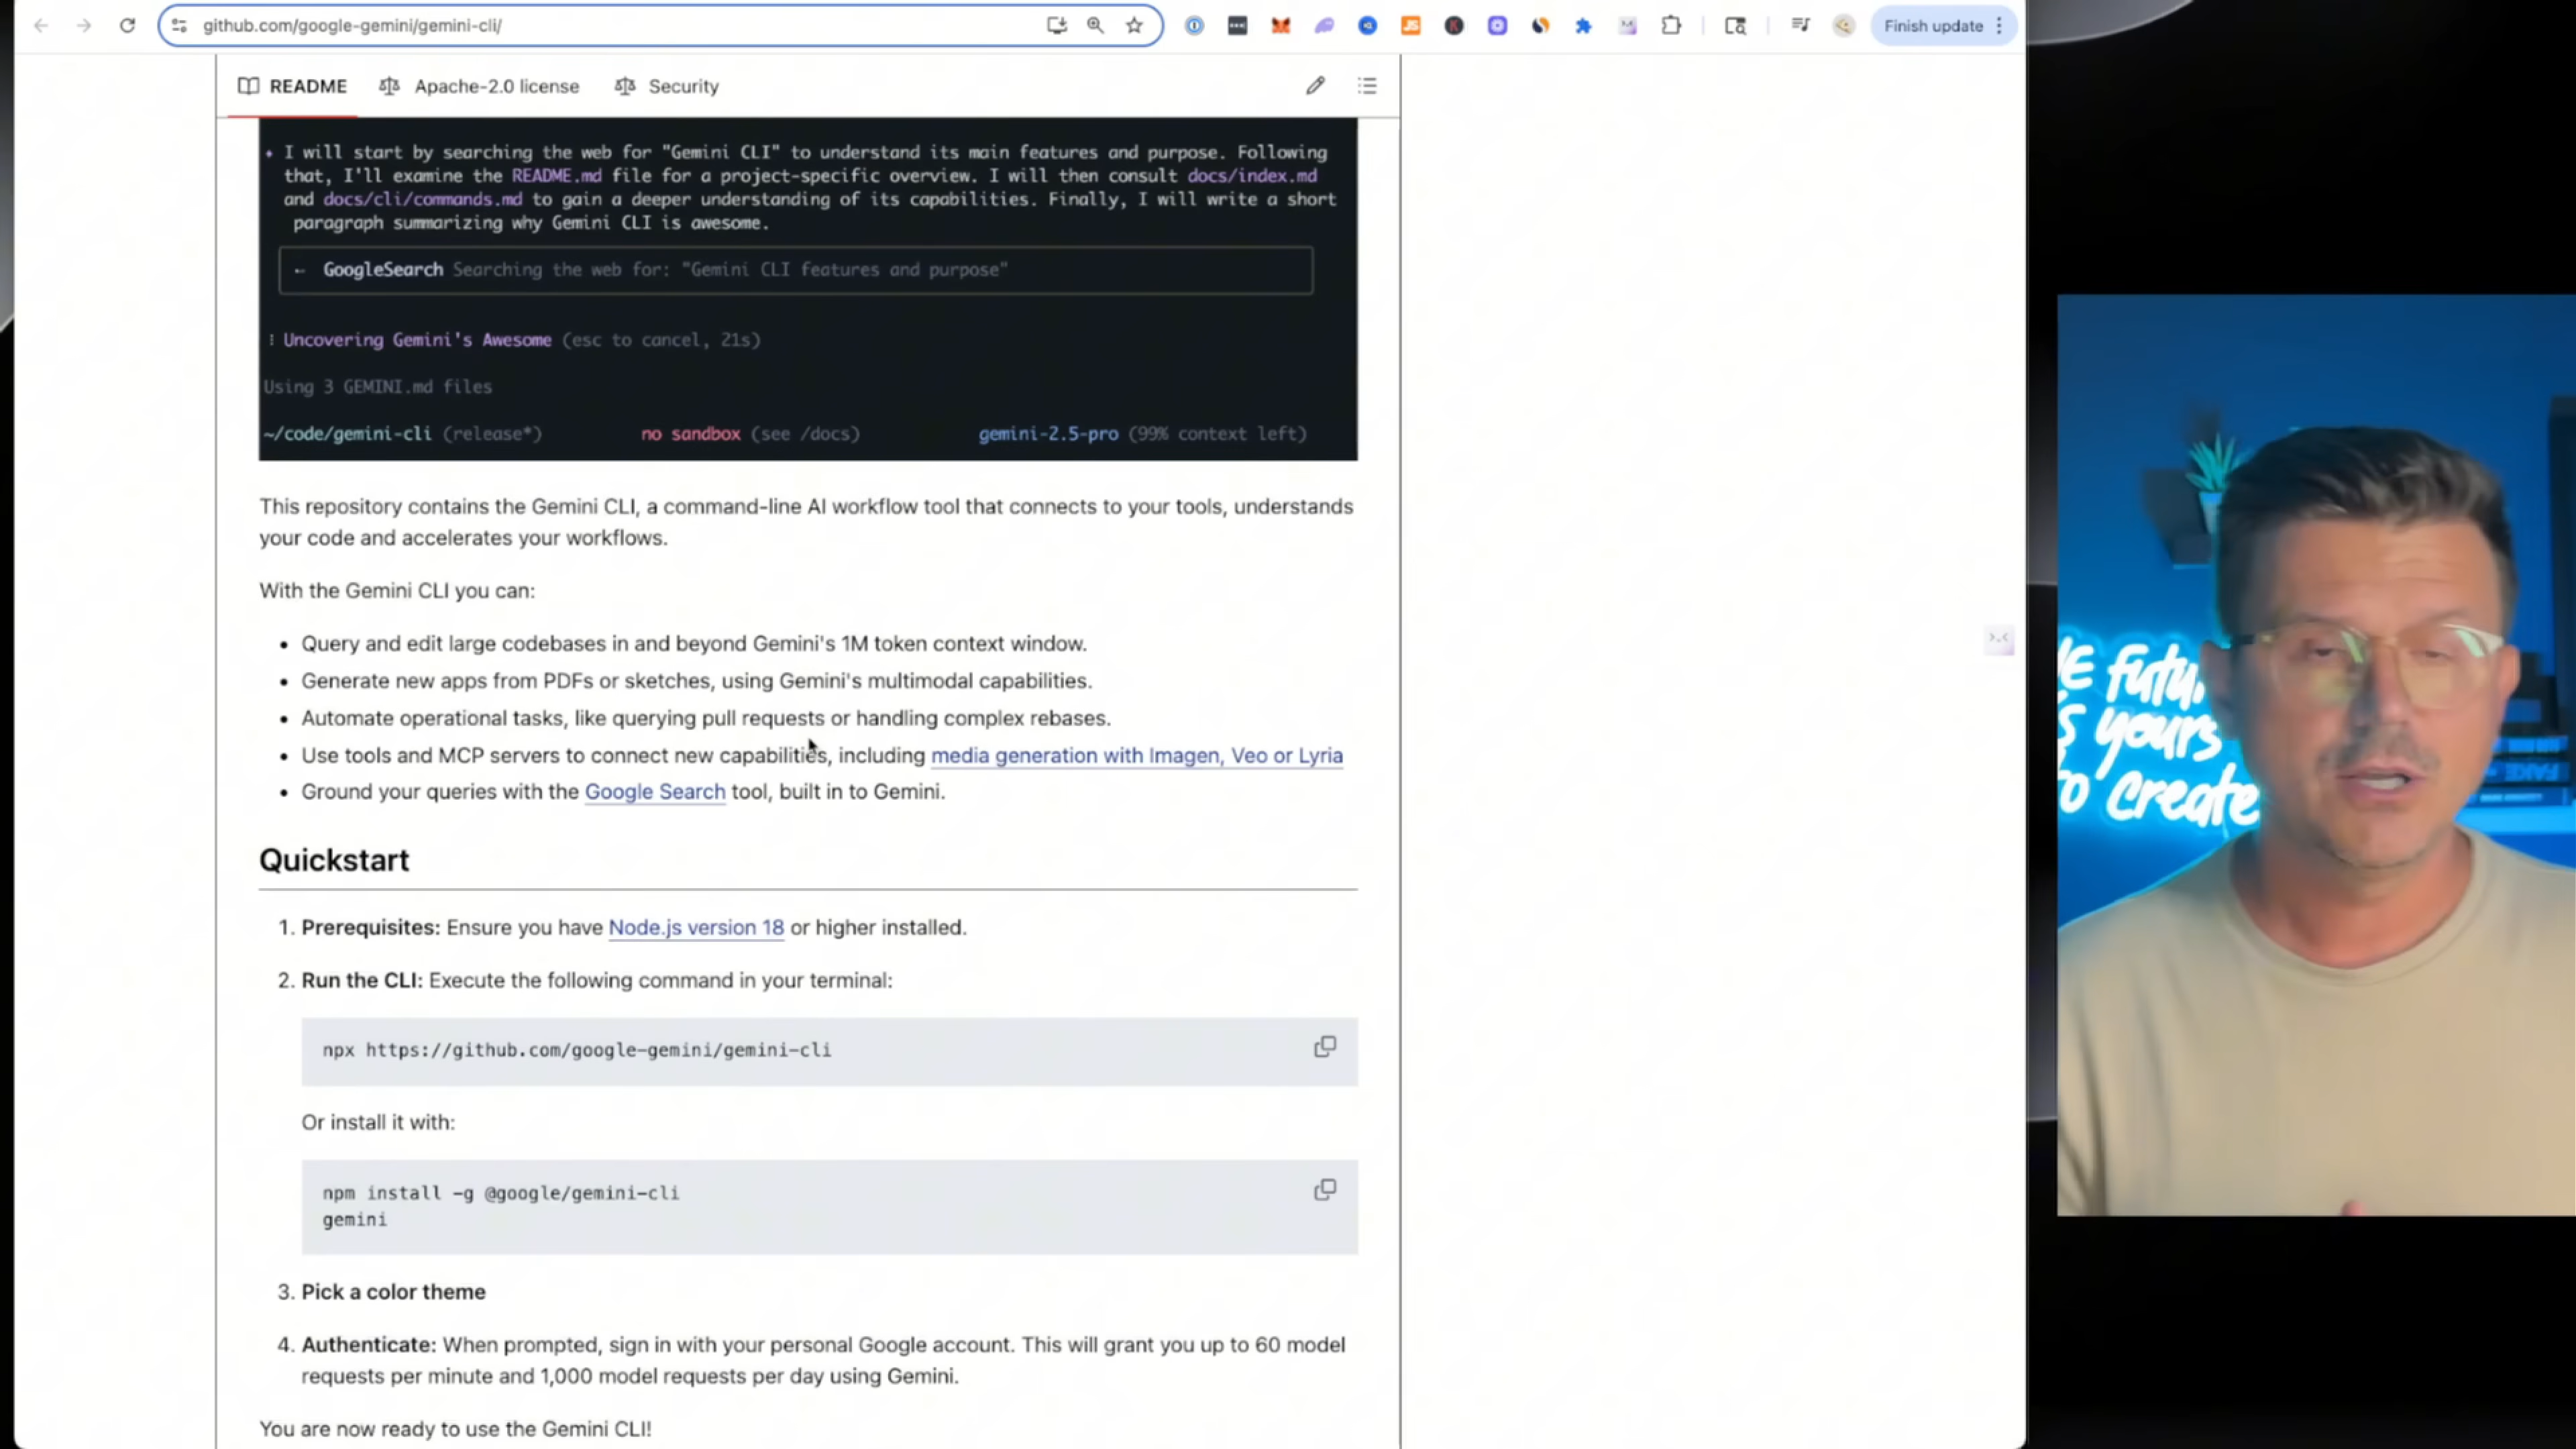 github.com/google-gemini/gemini-cli/
Finish update
README
Apache-2.0 license
Security
I will start by searching the web for "Gemini CLI" to understand its main features and purpose. Following
that, I'll examine the README.md file for a project-specific overview. I will then consult docs/index.md
and docs/cli/commands.md to gain a deeper understanding of its capabilities. Finally, I will write a short
paragraph summarizing why Gemini CLI is awesome.
← GoogleSearch Searching the web for: "Gemini CLI features and purpose"
Uncovering Gemini's Awesome (esc to cancel, 21s)
Using 3 GEMINI.md files
~/code/gemini-cli (release*) no sandbox (see /docs) gemini-2.5-pro (99% context left)
This repository contains the Gemini CLI, a command-line AI workflow tool that connects to your tools, understands
your code and accelerates your workflows.
With the Gemini CLI you can:
• Query and edit large codebases in and beyond Gemini's 1M token context window.
• Generate new apps from PDFs or sketches, using Gemini's multimodal capabilities.
• Automate operational tasks, like querying pull requests or handling complex rebases.
• Use tools and MCP servers to connect new capabilities, including media generation with Imagen, Veo or Lyria
• Ground your queries with the Google Search tool, built in to Gemini.
Quickstart
1. Prerequisites: Ensure you have Node.js version 18 or higher installed.
2. Run the CLI: Execute the following command in your terminal:
npx https://github.com/google-gemini/gemini-cli
Or install it with:
npm install -g @google/gemini-cli
gemini
3. Pick a color theme
4. Authenticate: When prompted, sign in with your personal Google account. This will grant you up to 60 model
requests per minute and 1,000 model requests per day using Gemini.
You are now ready to use the Gemini CLI!
E futu
S yours
O create